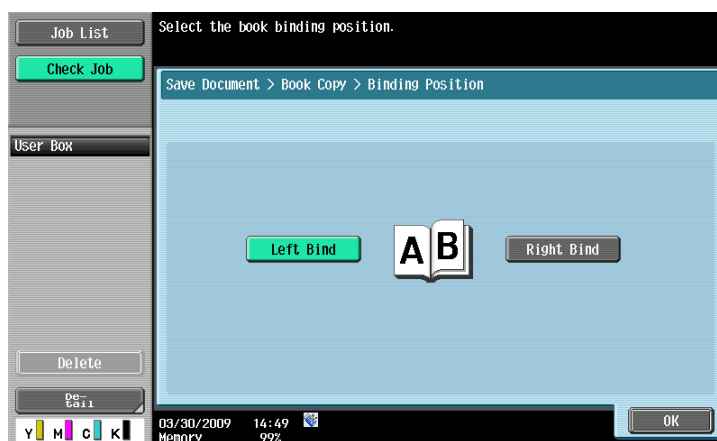 Job List
Select the book binding position.
Check Job
Save Document > Book Copy > Binding Position
User Box
Left Bind
A B
Right Bind
Delete
De-
tail
03/30/2009 14:49
Memory 99%
OK
Y M C K